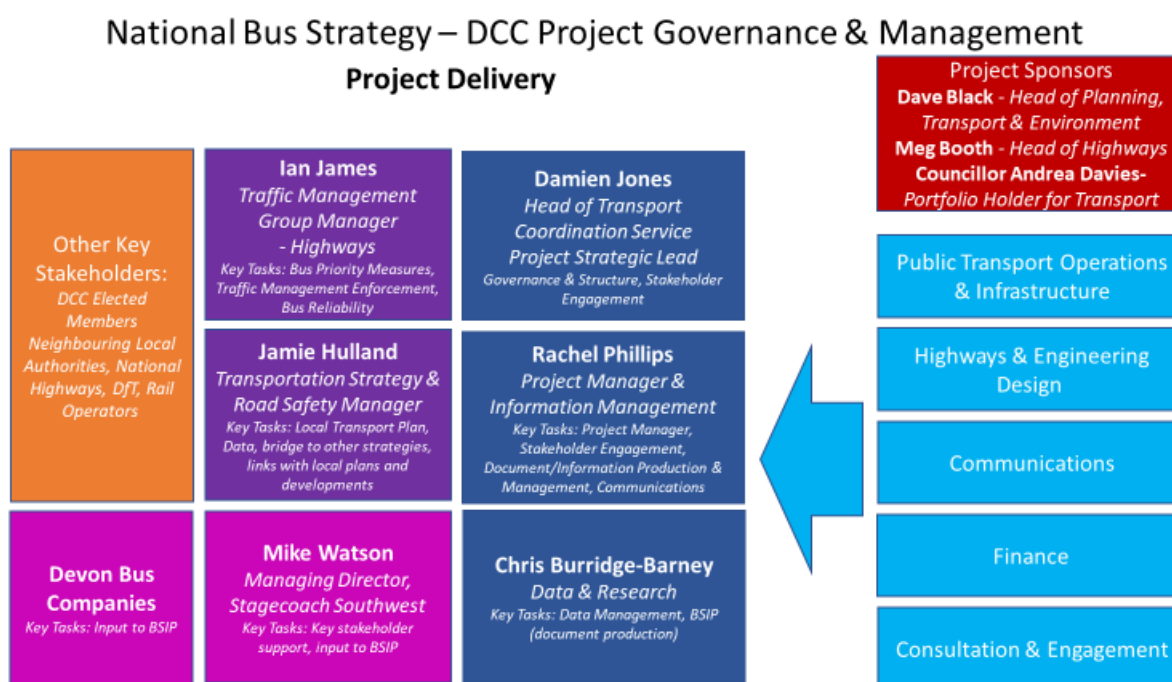 National Bus Strategy – DCC Project Governance & Management
Project Delivery
Other Key
Stakeholders:
DCC Elected
Members
Neighbouring Local
Authorities, National
Highways, DfT, Rail
Operators
Devon Bus
Companies
Key Tasks: Input to BSIP
Ian James
Traffic Management
Group Manager
- Highways
Key Tasks: Bus Priority Measures,
Traffic Management Enforcement,
Bus Reliability
Jamie Hulland
Transportation Strategy &
Road Safety Manager
Key Tasks: Local Transport Plan,
Data, bridge to other strategies,
links with local plans and
developments
Mike Watson
Managing Director,
Stagecoach Southwest
Key Tasks: Key stakeholder
support, input to BSIP
Damien Jones
Head of Transport
Coordination Service
Project Strategic Lead
Governance & Structure, Stakeholder
Engagement
Rachel Phillips
Project Manager &
Information Management
Key Tasks: Project Manager,
Stakeholder Engagement,
Document/Information Production &
Management, Communications
Chris Burridge-Barney
Data & Research
Key Tasks: Data Management, BSIP
(document production)
Project Sponsors
Dave Black - Head of Planning,
Transport & Environment
Meg Booth - Head of Highways
Councillor Andrea Davies-
Portfolio Holder for Transport
Public Transport Operations
& Infrastructure
Highways & Engineering
Design
Communications
Finance
Consultation & Engagement